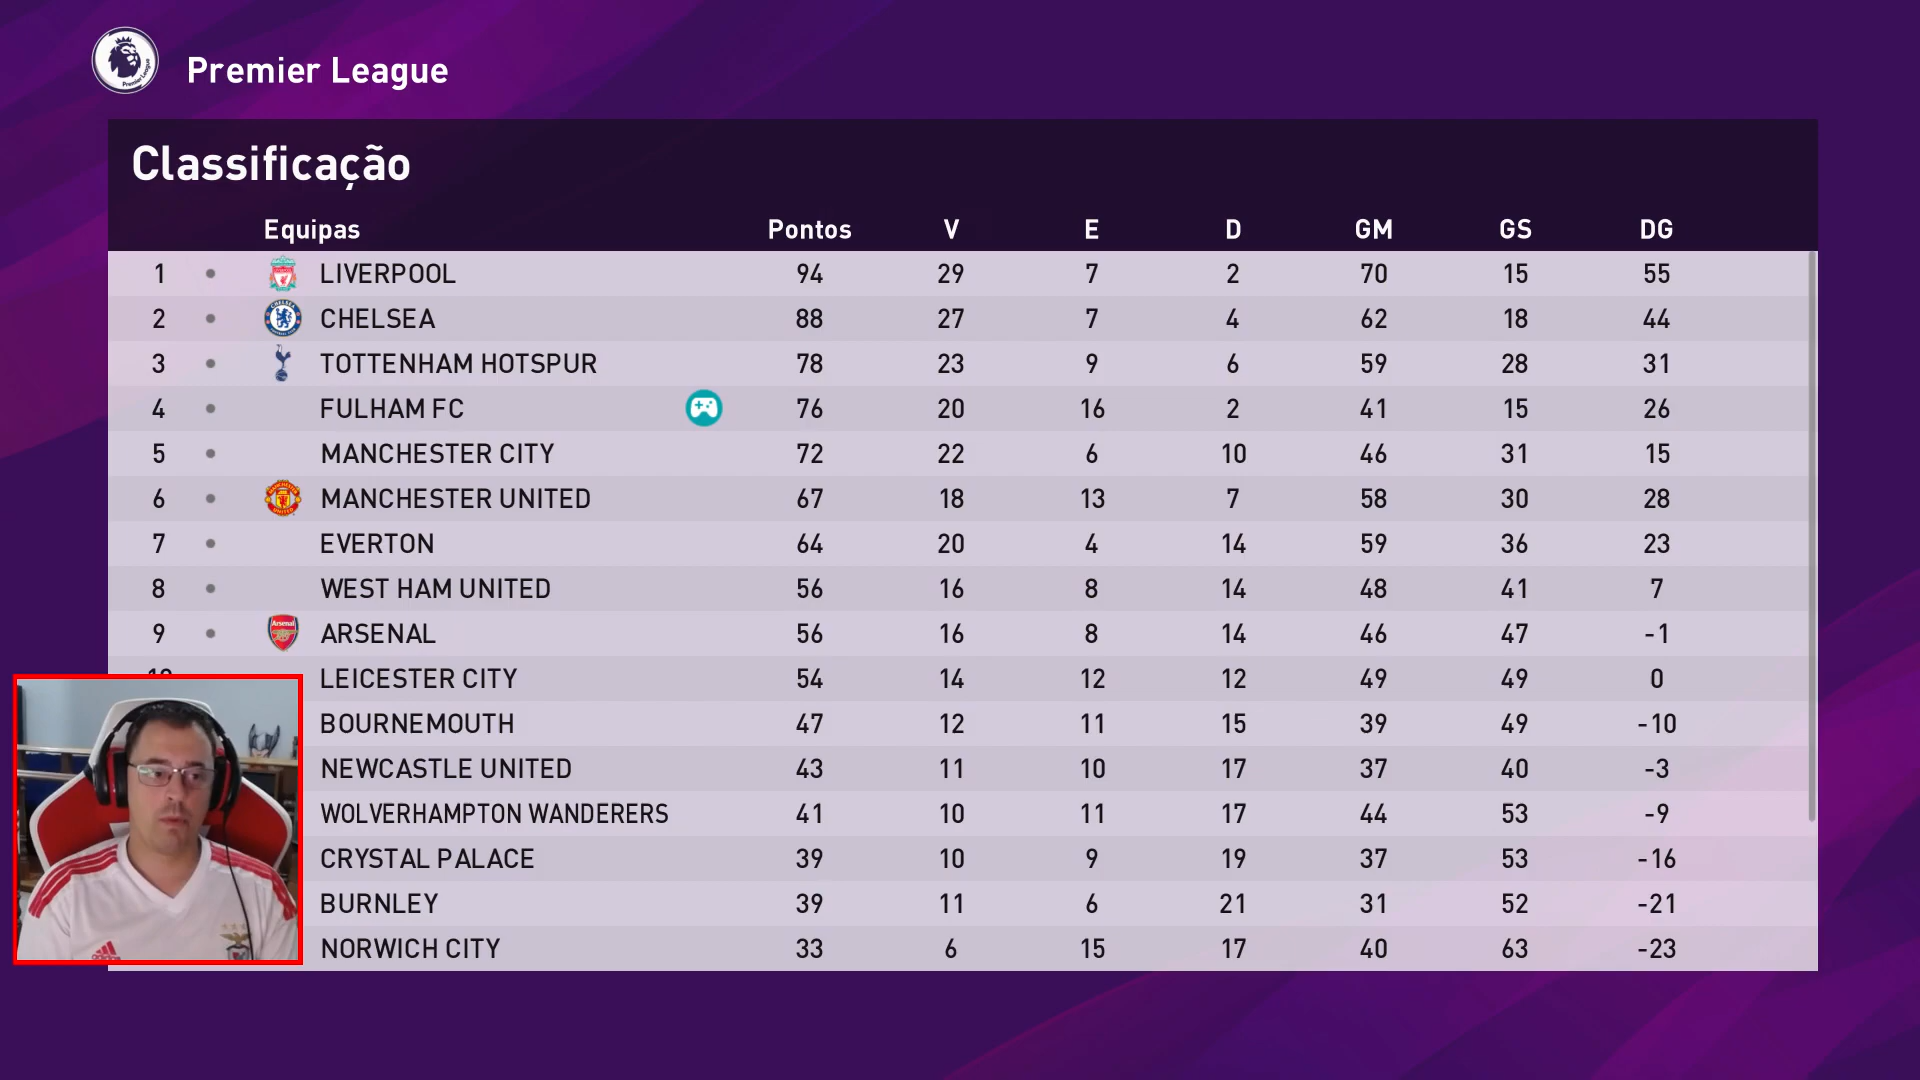 Premier League
Classificação
Equipas Pontos V E D GM GS DG
1 LIVERPOOL 94 29 7 2 70 15 55
2 CHELSEA 88 27 7 4 62 18 44
3 TOTTENHAM HOTSPUR 78 23 9 6 59 28 31
4 FULHAM FC 76 20 16 2 41 15 26
5 MANCHESTER CITY 72 22 6 10 46 31 15
6 MANCHESTER UNITED 67 18 13 7 58 30 28
7 EVERTON 64 20 4 14 59 36 23
8 WEST HAM UNITED 56 16 8 14 48 41 7
9 ARSENAL 56 16 8 14 46 47 -1
LEICESTER CITY 54 14 12 12 49 49 0
BOURNEMOUTH 47 12 11 15 39 49 -10
NEWCASTLE UNITED 43 11 10 17 37 40 -3
WOLVERHAMPTON WANDERERS 41 10 11 17 44 53 -9
CRYSTAL PALACE 39 10 9 19 37 53 -16
BURNLEY 39 11 6 21 31 52 -21
NORWICH CITY 33 6 15 17 40 63 -23